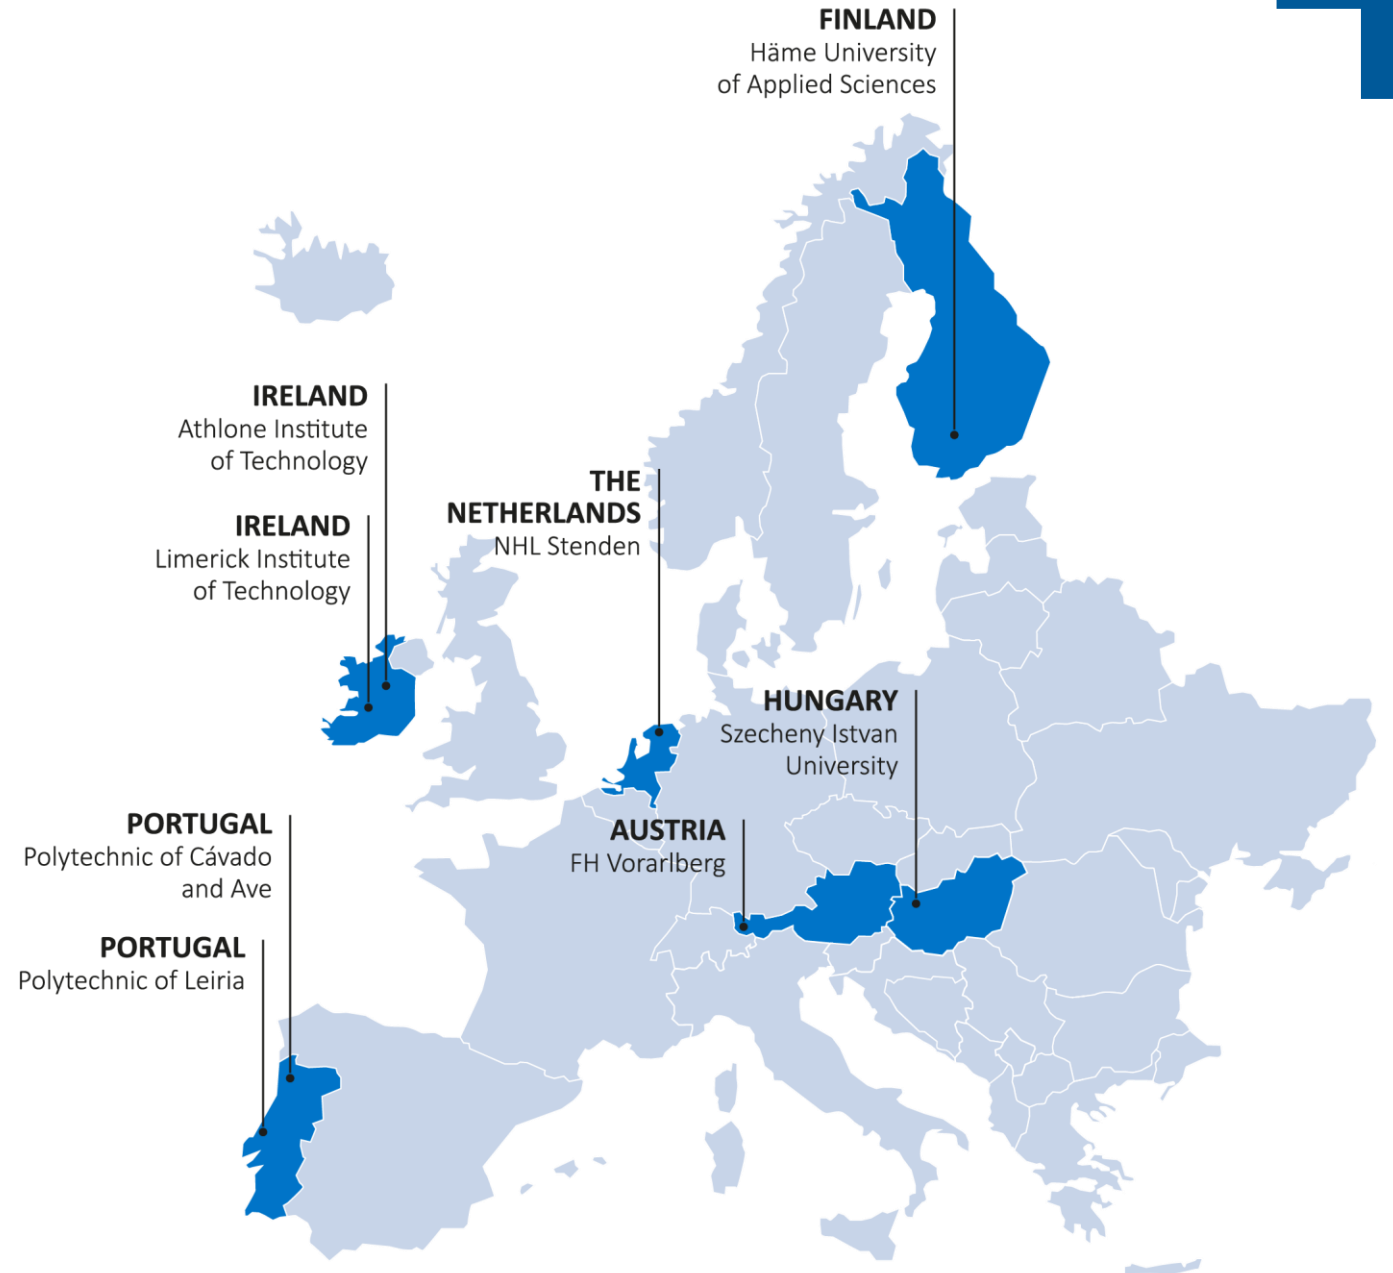 FINLAND
Häme University
of Applied Sciences
IRELAND
Athlone Institute
of Technology
THE
NETHERLANDS
NHL Stenden
IRELAND
Limerick Institute
of Technology
HUNGARY
Szecheny Istvan
University
PORTUGAL
Polytechnic of Cávado
and Ave
AUSTRIA
FH Vorarlberg
PORTUGAL
Polytechnic of Leiria